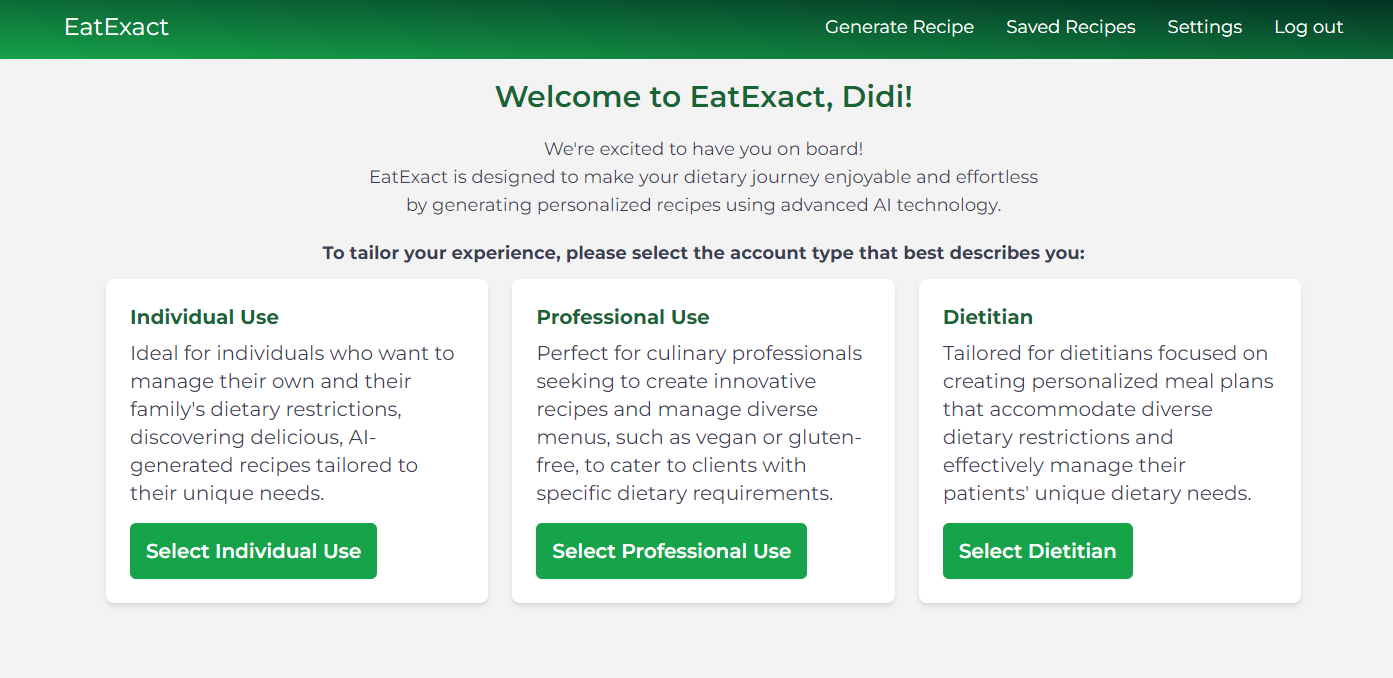 EatExact
Generate Recipe Saved Recipes Settings Log out
Welcome to EatExact, Didi!
We're excited to have you on board!
EatExact is designed to make your dietary journey enjoyable and effortless
by generating personalized recipes using advanced AI technology.
To tailor your experience, please select the account type that best describes you:
Individual Use
Ideal for individuals who want to
manage their own and their
family's dietary restrictions,
discovering delicious, AI-
generated recipes tailored to
their unique needs.
Select Individual Use
Professional Use
Perfect for culinary professionals
seeking to create innovative
recipes and manage diverse
menus, such as vegan or gluten-
free, to cater to clients with
specific dietary requirements.
Select Professional Use
Dietitian
Tailored for dietitians focused on
creating personalized meal plans
that accommodate diverse
dietary restrictions and
effectively manage their
patients' unique dietary needs.
Select Dietitian